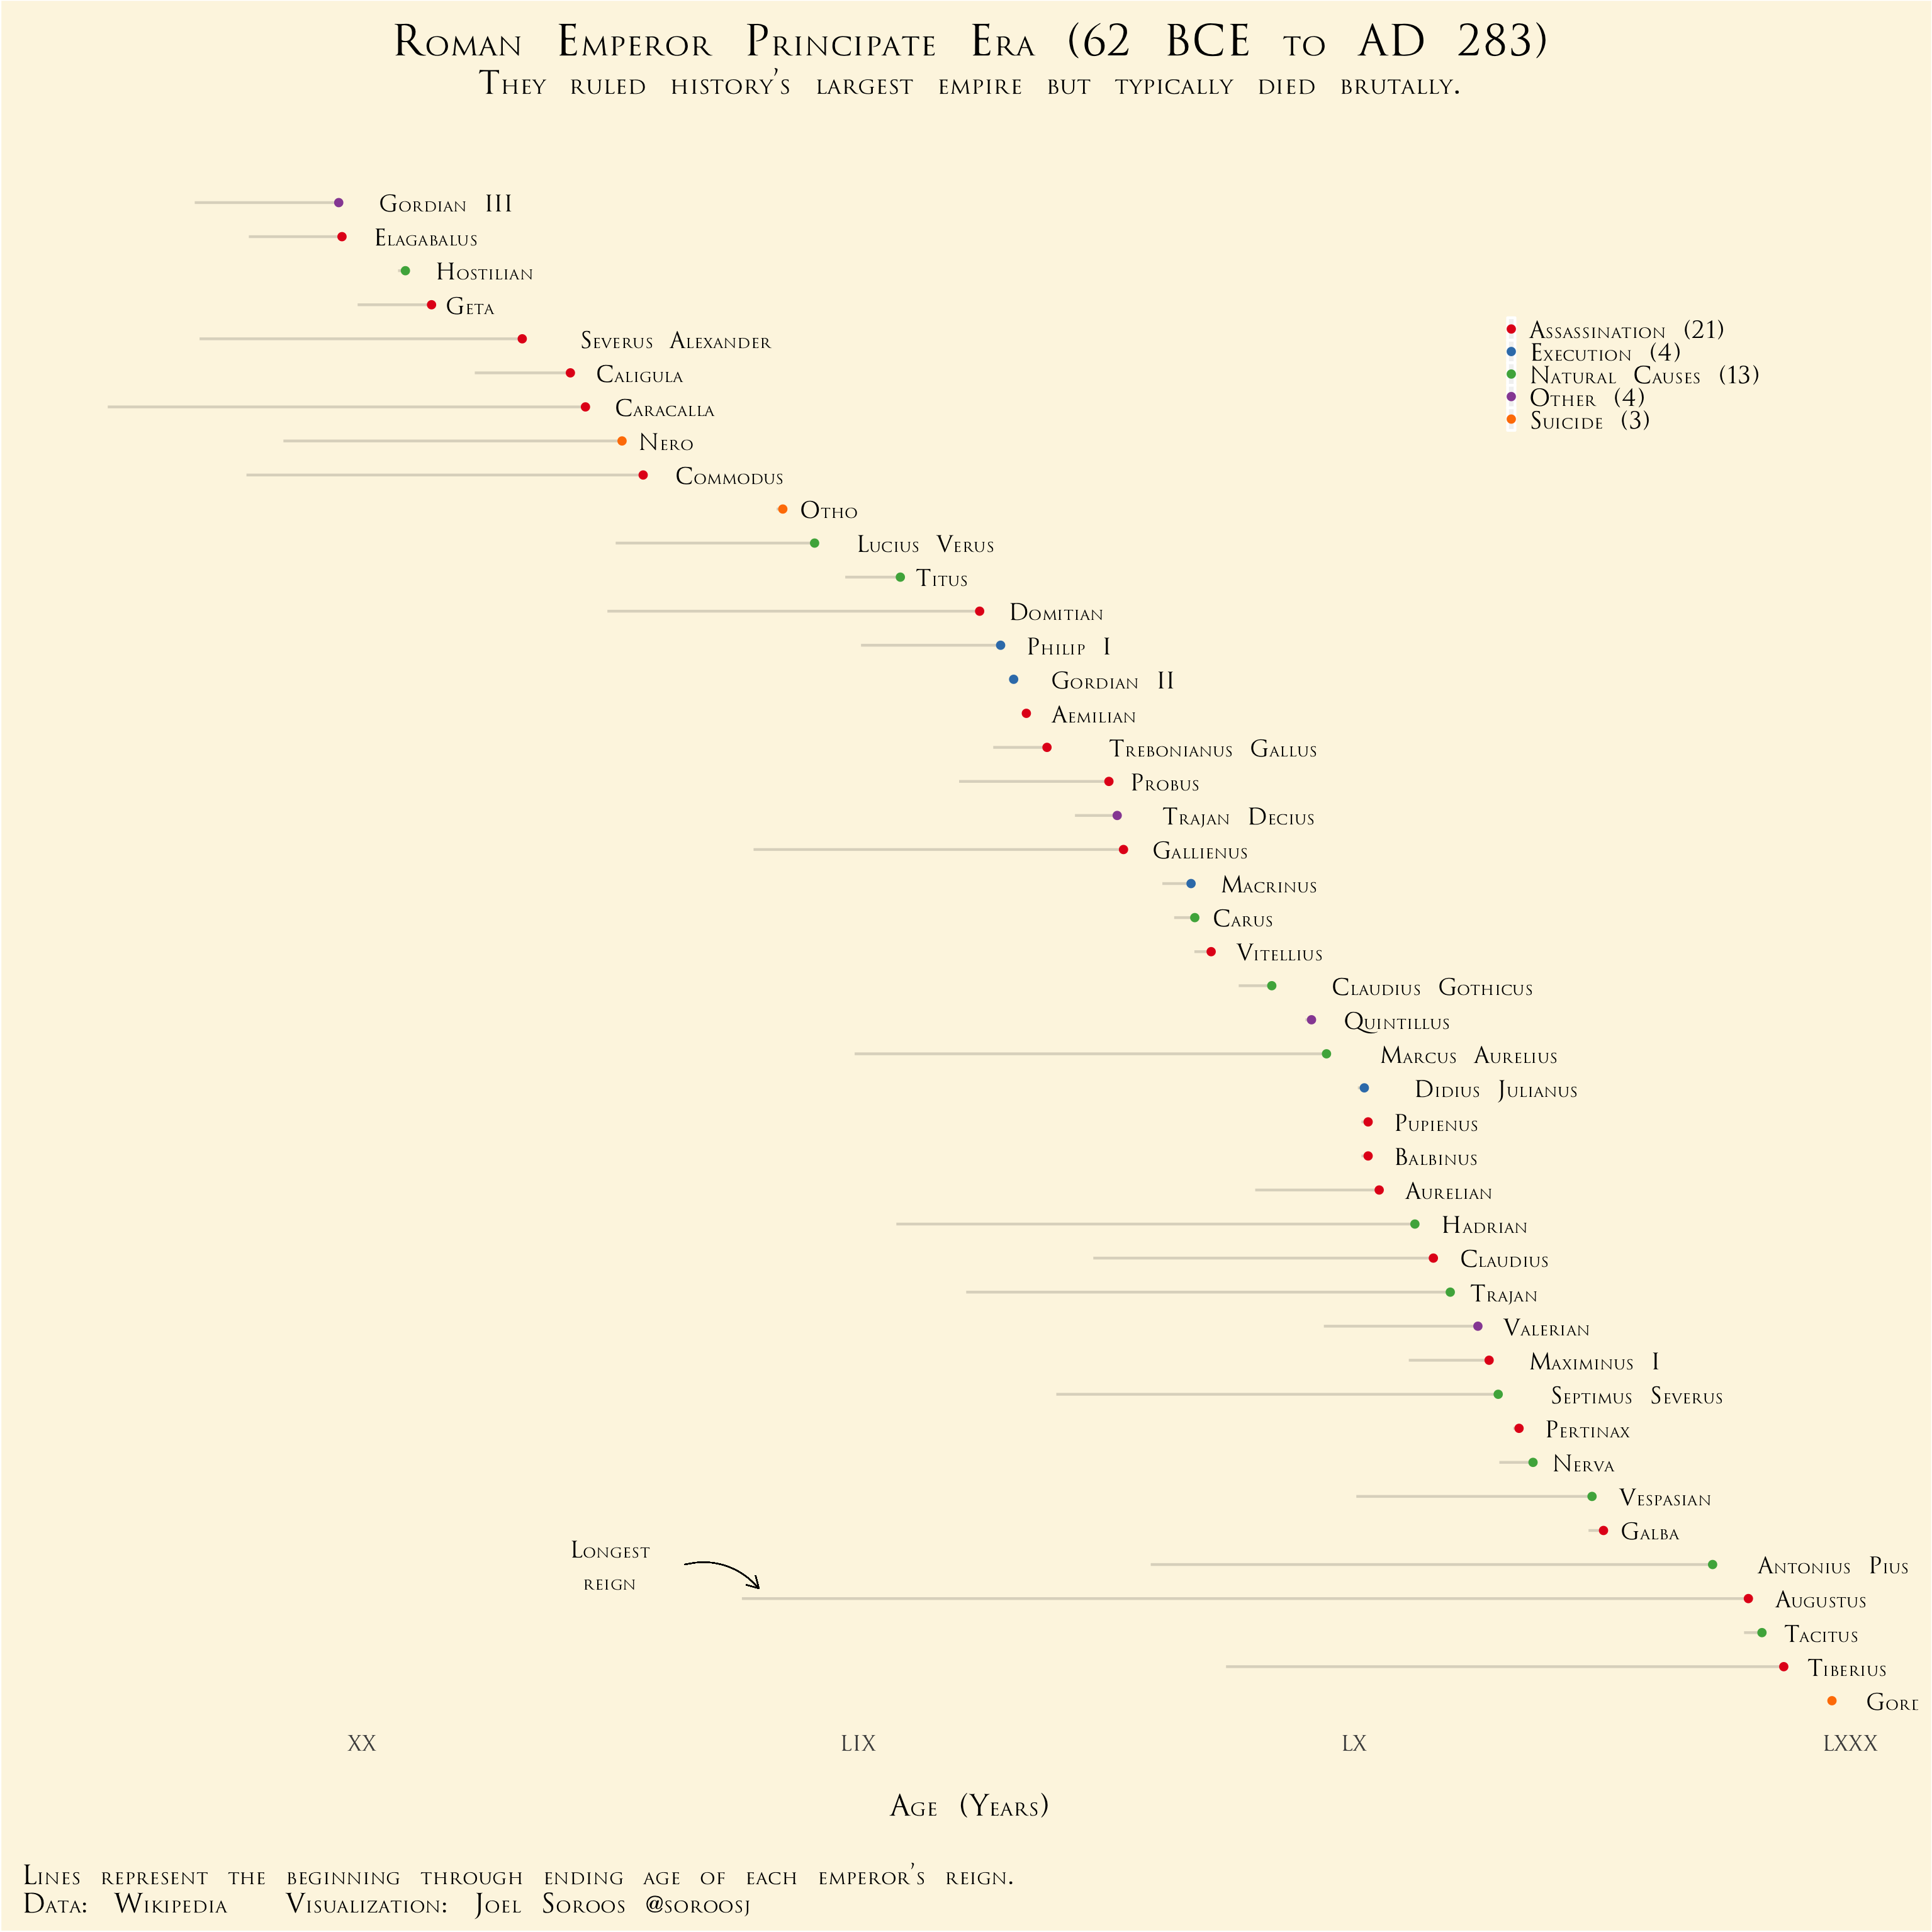 Roman Emperor Principate Era (62 BCE to AD 283)
They ruled history's largest empire but typically died brutally.
Gordian III
Elagabalus
Hostilian
Geta
Severus Alexander
Caligula
Caracalla
Nero
Commodus
Otho
Lucius Verus
Titus
Domitian
Philip I
Gordian II
Aemilian
Trebonianus Gallus
Probus
Trajan Decius
Gallienus
Macrinus
Carus
Vitellius
Claudius Gothicus
Quintillus
Marcus Aurelius
Didius Julianus
Pupienus
Balbinus
Aurelian
Hadrian
Claudius
Trajan
Valerian
Maximinus I
Septimus Severus
Pertinax
Nerva
Vespasian
Galba
Antonius Pius
Augustus
Tacitus
Tiberius
Assassination (21)
Execution (4)
Natural Causes (13)
Other (4)
Suicide (3)
Longest
reign
XX LIX LX LXXX
Age (Years)
Lines represent the beginning through ending age of each emperor's reign.
Data: Wikipedia Visualization: Joel Soroos @soroosj